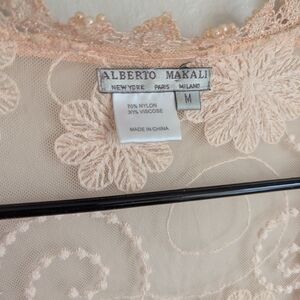 ALBERTO MAKALI
NEW YORK PARIS MILANO
M
70% NYLON
30% VISCOSE
MADE IN CHINA